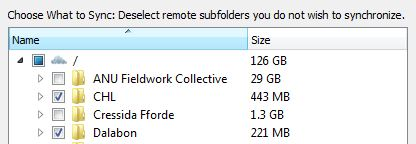 Choose What to Sync: Deselect remote subfolders you do not wish to synchronize.
Name Size
/ 126 GB
ANU Fieldwork Collective 29 GB
CHL 443 MB
Cressida Fforde 1.3 GB
Dalabon 221 MB